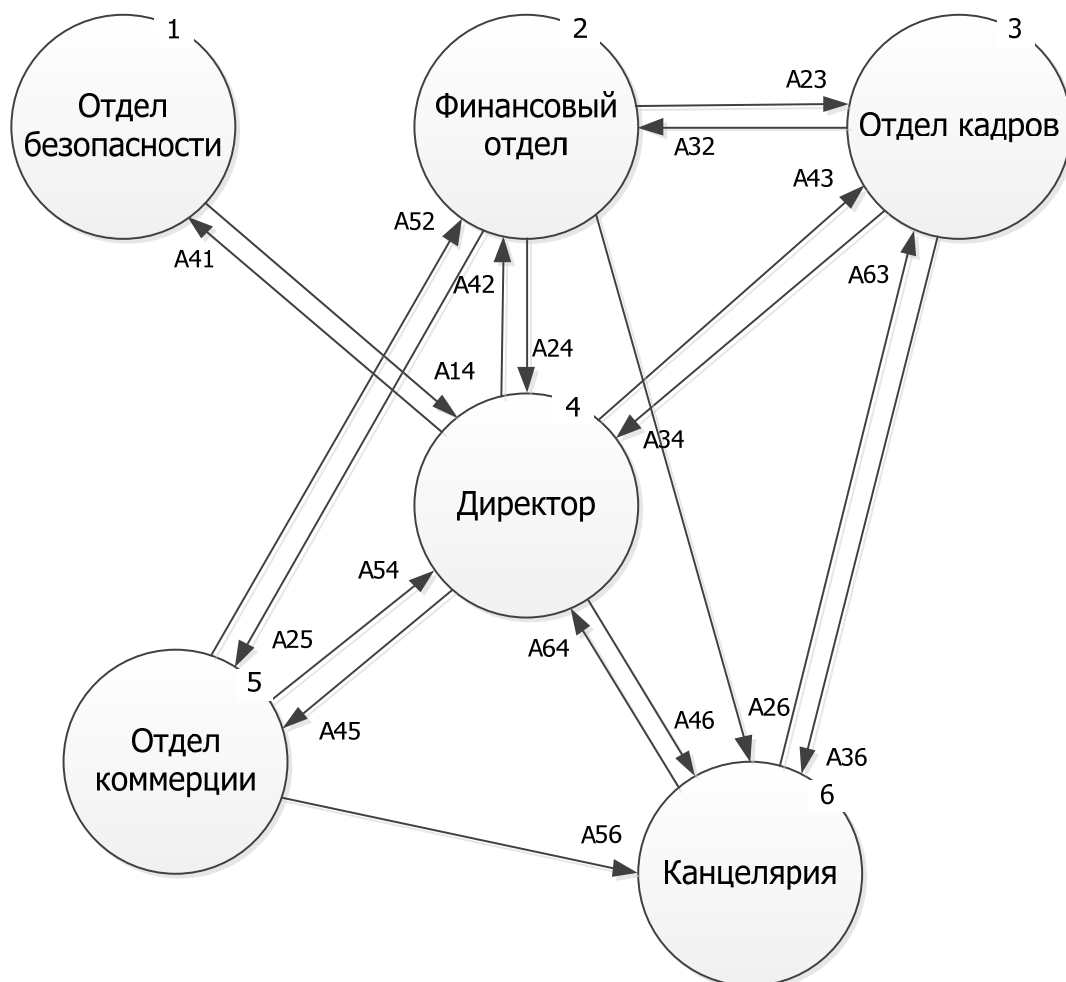 1
2
3
Отдел
безопасности
Финансовый
отдел
Отдел кадров
A23
A32
A43
A52
A41
A42
A63
A14
A24
4
A34
Директор
A54
A25
A64
5
A45
A46
A26
A36
Отдел
коммерции
6
A56
Канцелярия